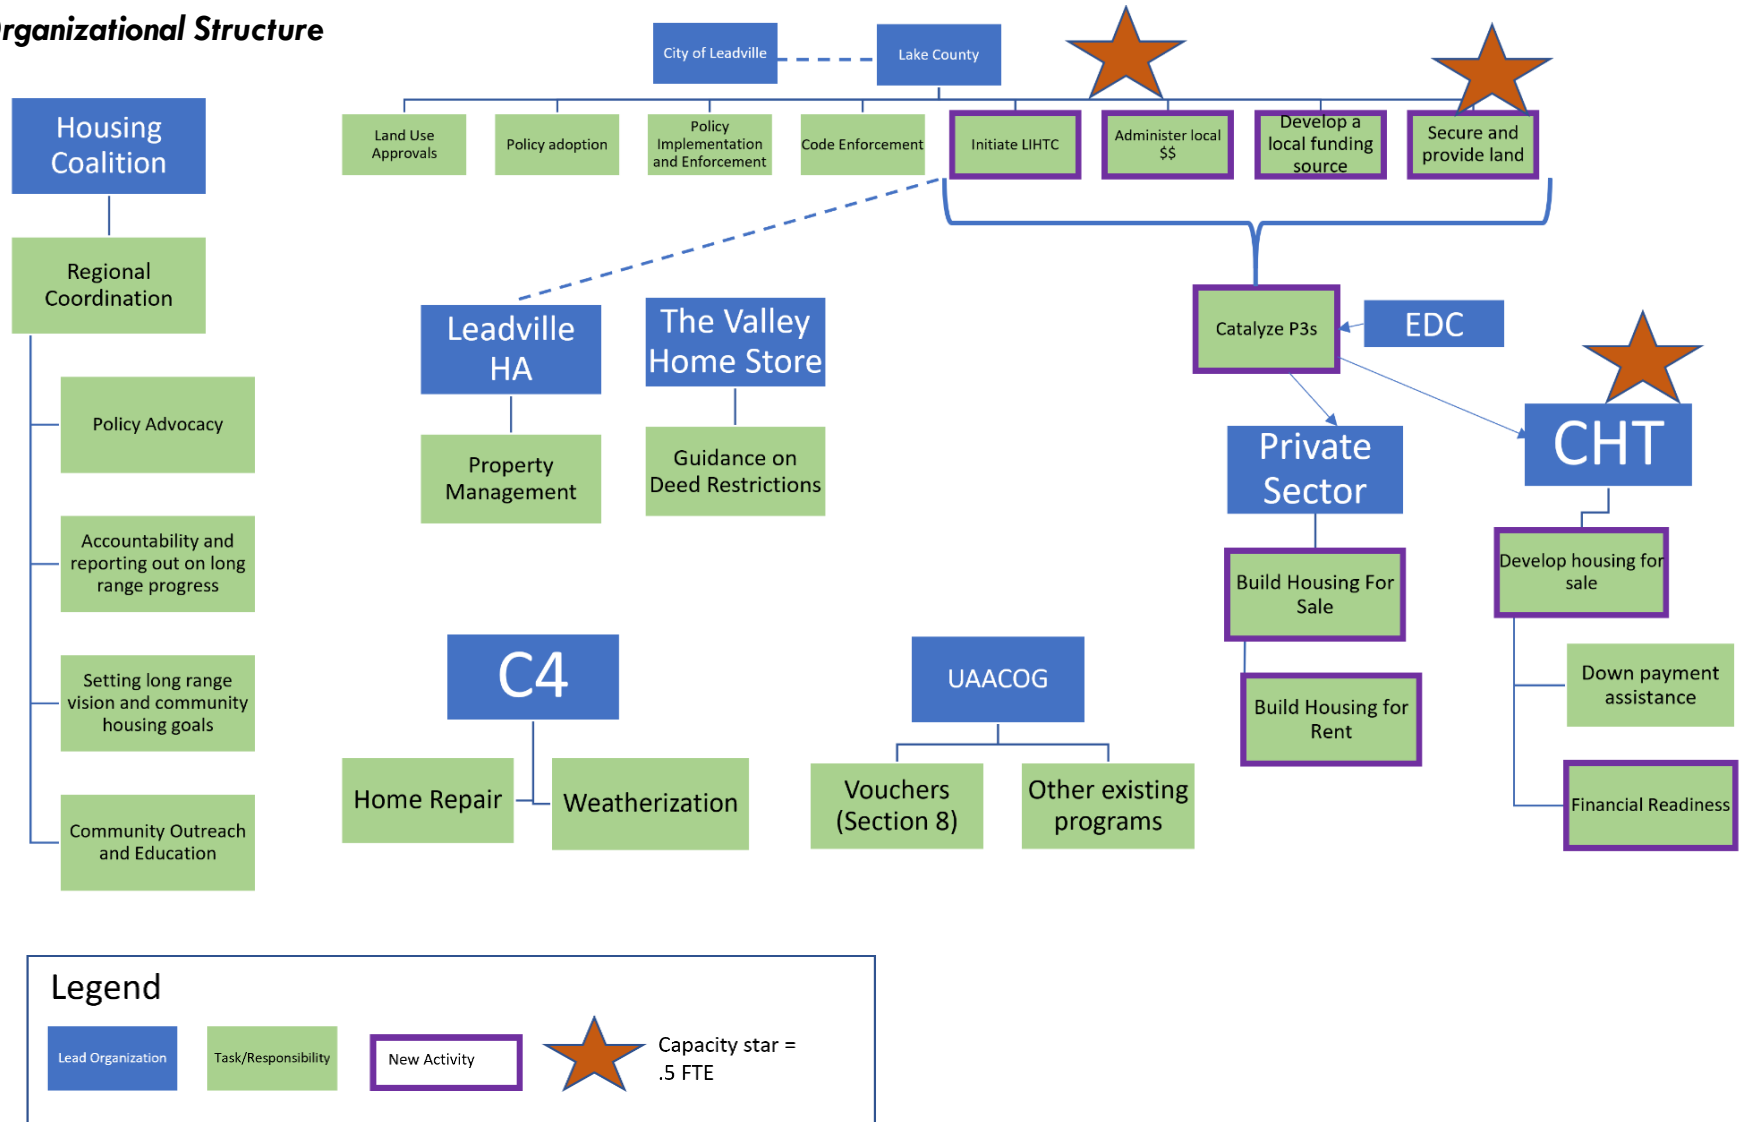 rganizational Structure
City of Leadville
Lake County
Housing
Coalition
Land Use
Approvals
Policy adoption
Policy
Implementation
and Enforcement
Code Enforcement
Initiate LIHTC
Administer local
$$
Develop a
local funding
source
Secure and
provide land
Regional
Coordination
Leadville
HA
The Valley
Home Store
Catalyze P3s
EDC
Policy Advocacy
Property
Management
Guidance on
Deed Restrictions
Private
Sector
CHT
Accountability and
reporting out on long
range progress
Build Housing For
Sale
Develop housing for
sale
Setting long range
vision and community
housing goals
C4
UAACOG
Build Housing for
Rent
Down payment
assistance
Home Repair
Weatherization
Vouchers
(Section 8)
Other existing
programs
Financial Readiness
Community Outreach
and Education
Legend
Lead Organization
Task/Responsibility
New Activity
Capacity star =
.5 FTE